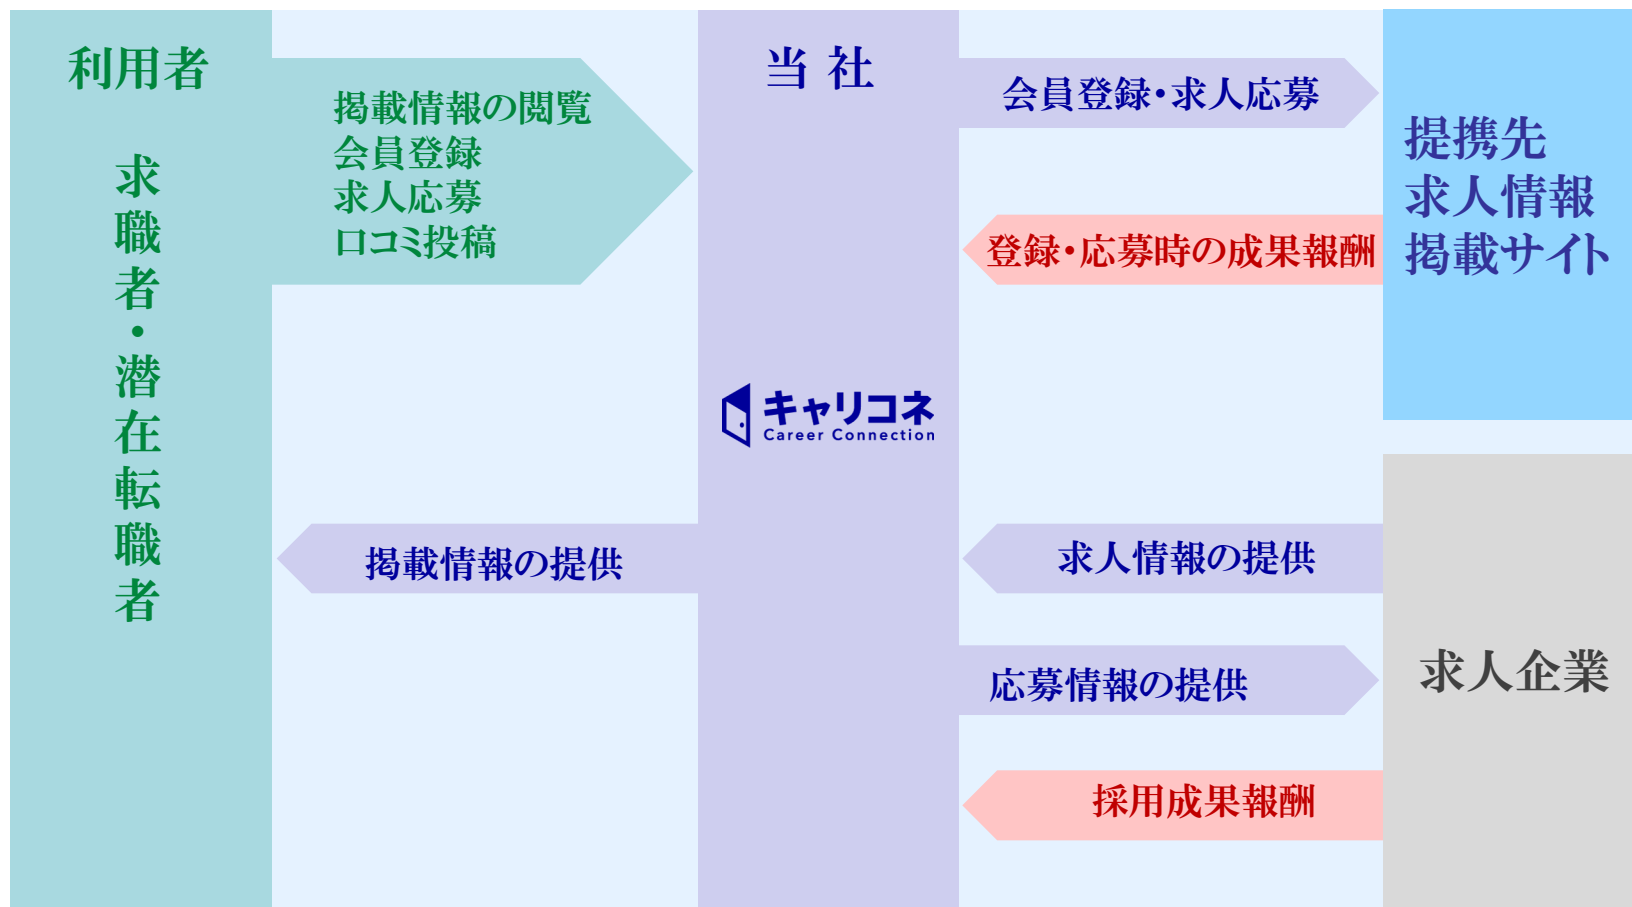 利用者
求職者・潜在転職者
掲載情報の閲覧
会員登録
求人応募
口コミ投稿
掲載情報の提供
当 社
キャリコネ
Career Connection
会員登録・求人応募
登録・応募時の成果報酬
求人情報の提供
応募情報の提供
採用成果報酬
提携先
求人情報
掲載サイト
求人企業